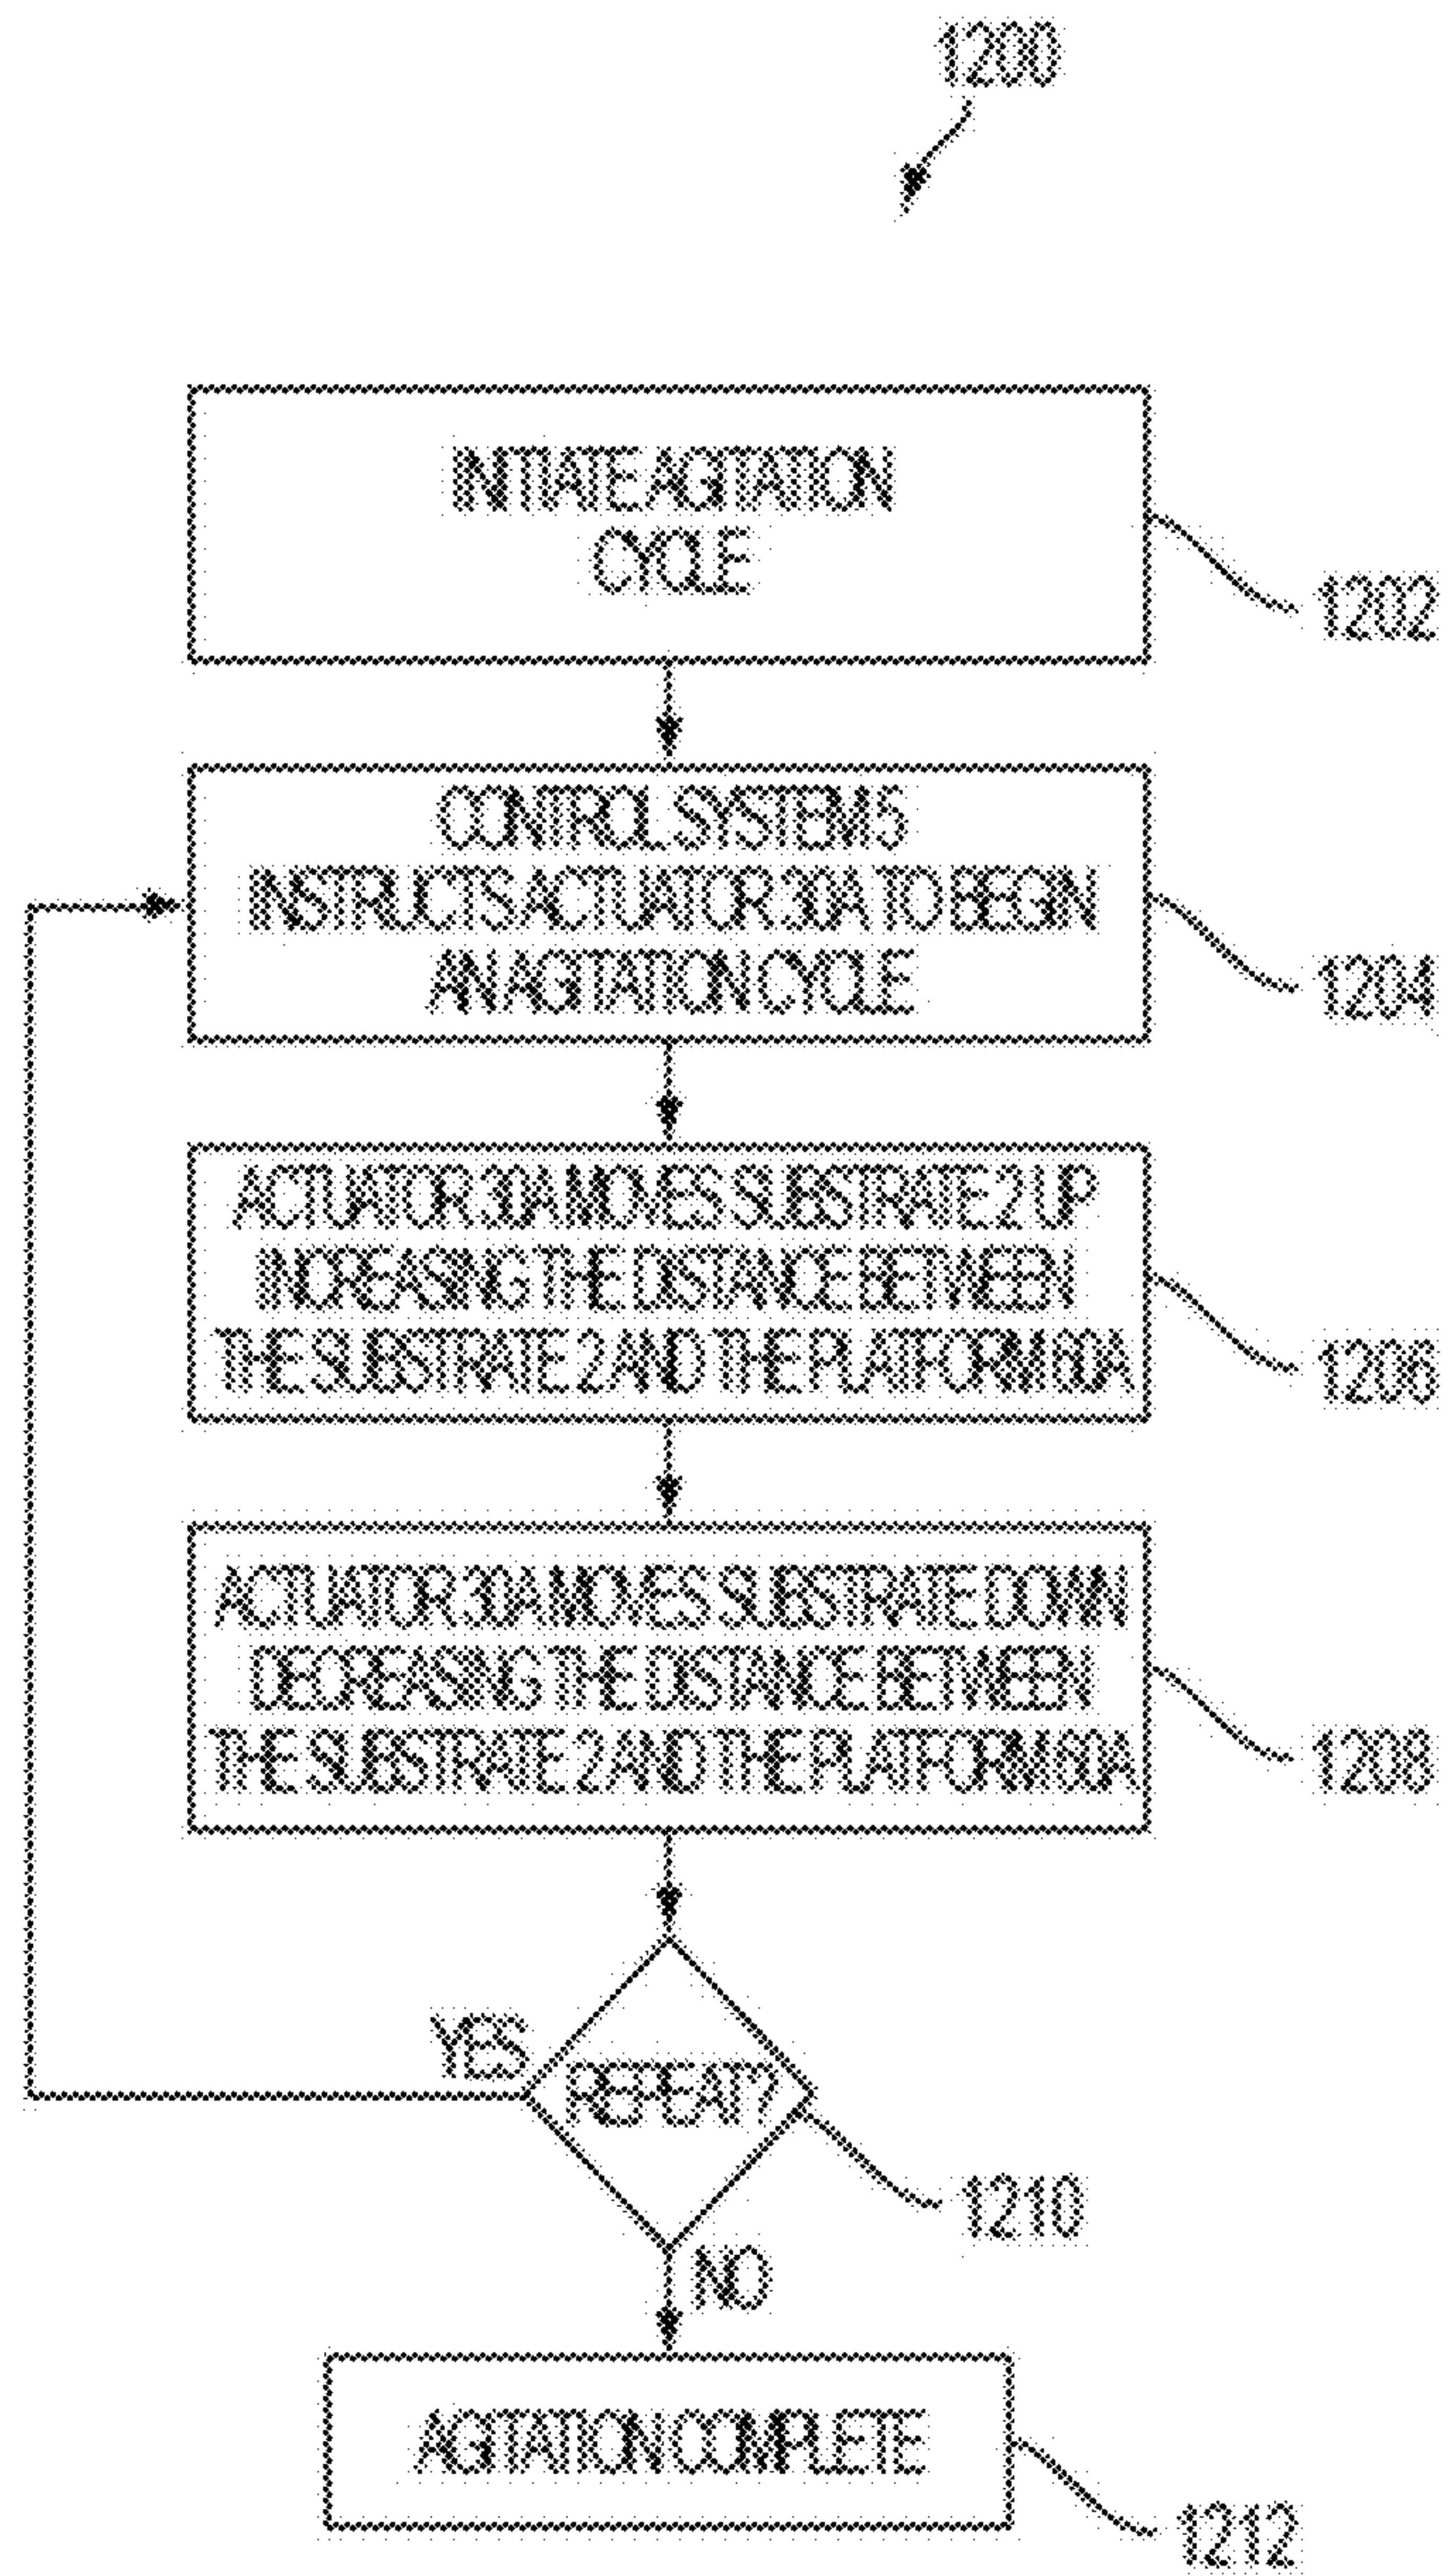 1200
INITIATE AGITATION
CYCLE
1202
CONTROL SYSTEM 5
INSTRUCTS ACTUATOR 30A TO BEGIN
AN AGITATION CYCLE
1204
ACTUATOR 30A MOVES SUBSTRATE 2 UP
INCREASING THE DISTANCE BETWEEN
THE SUBSTRATE 2 AND THE PLATFORM 60A
1206
ACTUATOR 30A MOVES SUBSTRATE DOWN
DECREASING THE DISTANCE BETWEEN
THE SUBSTRATE 2 AND THE PLATFORM 60A
1208
YES
REPEAT?
1210
NO
AGITATION COMPLETE
1212